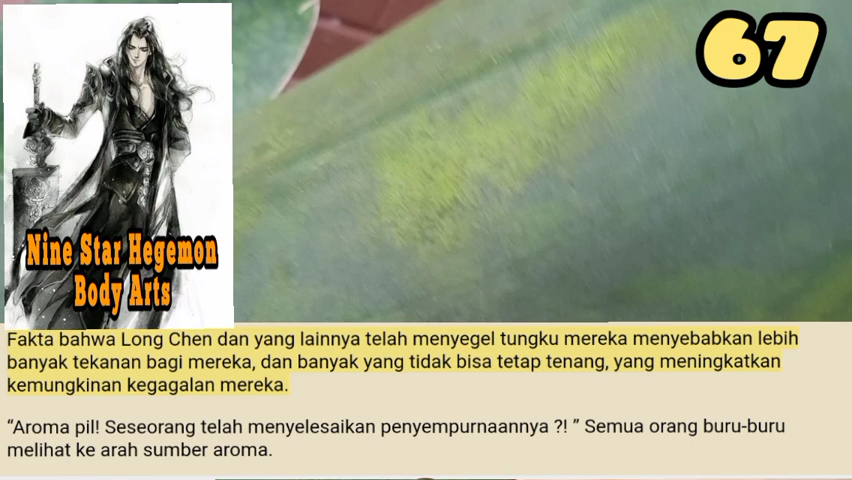 67
Nine Star Hegemon
Body Arts
Fakta bahwa Long Chen dan yang lainnya telah menyegel tungku mereka menyebabkan lebih
banyak tekanan bagi mereka, dan banyak yang tidak bisa tetap tenang, yang meningkatkan
kemungkinan kegagalan mereka.
“Aroma pil! Seseorang telah menyelesaikan penyempurnaannya ?! ” Semua orang buru-buru
melihat ke arah sumber aroma.